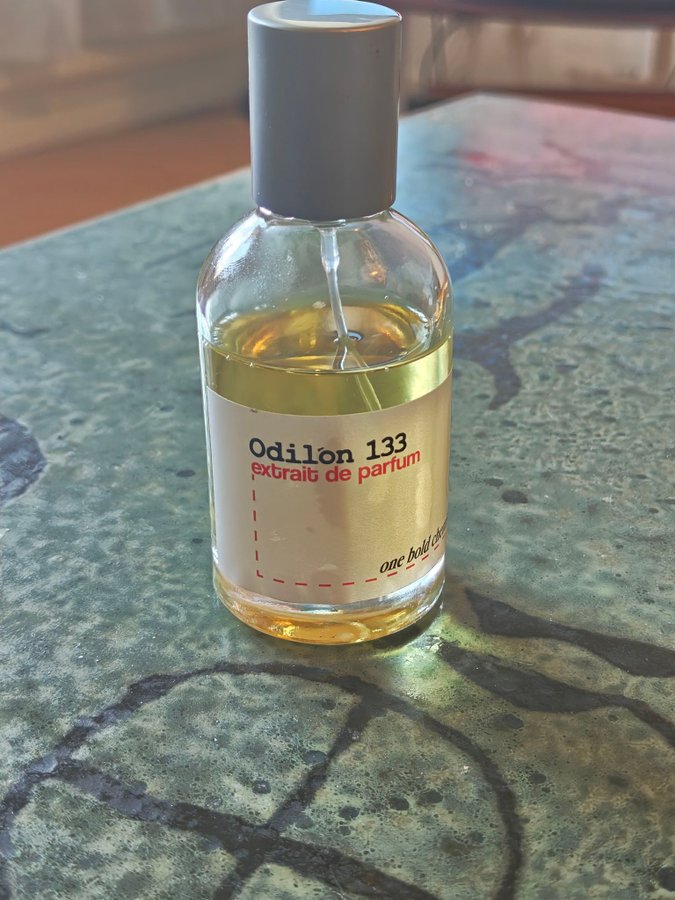 Odilon 133
extrait de parfum
one bold